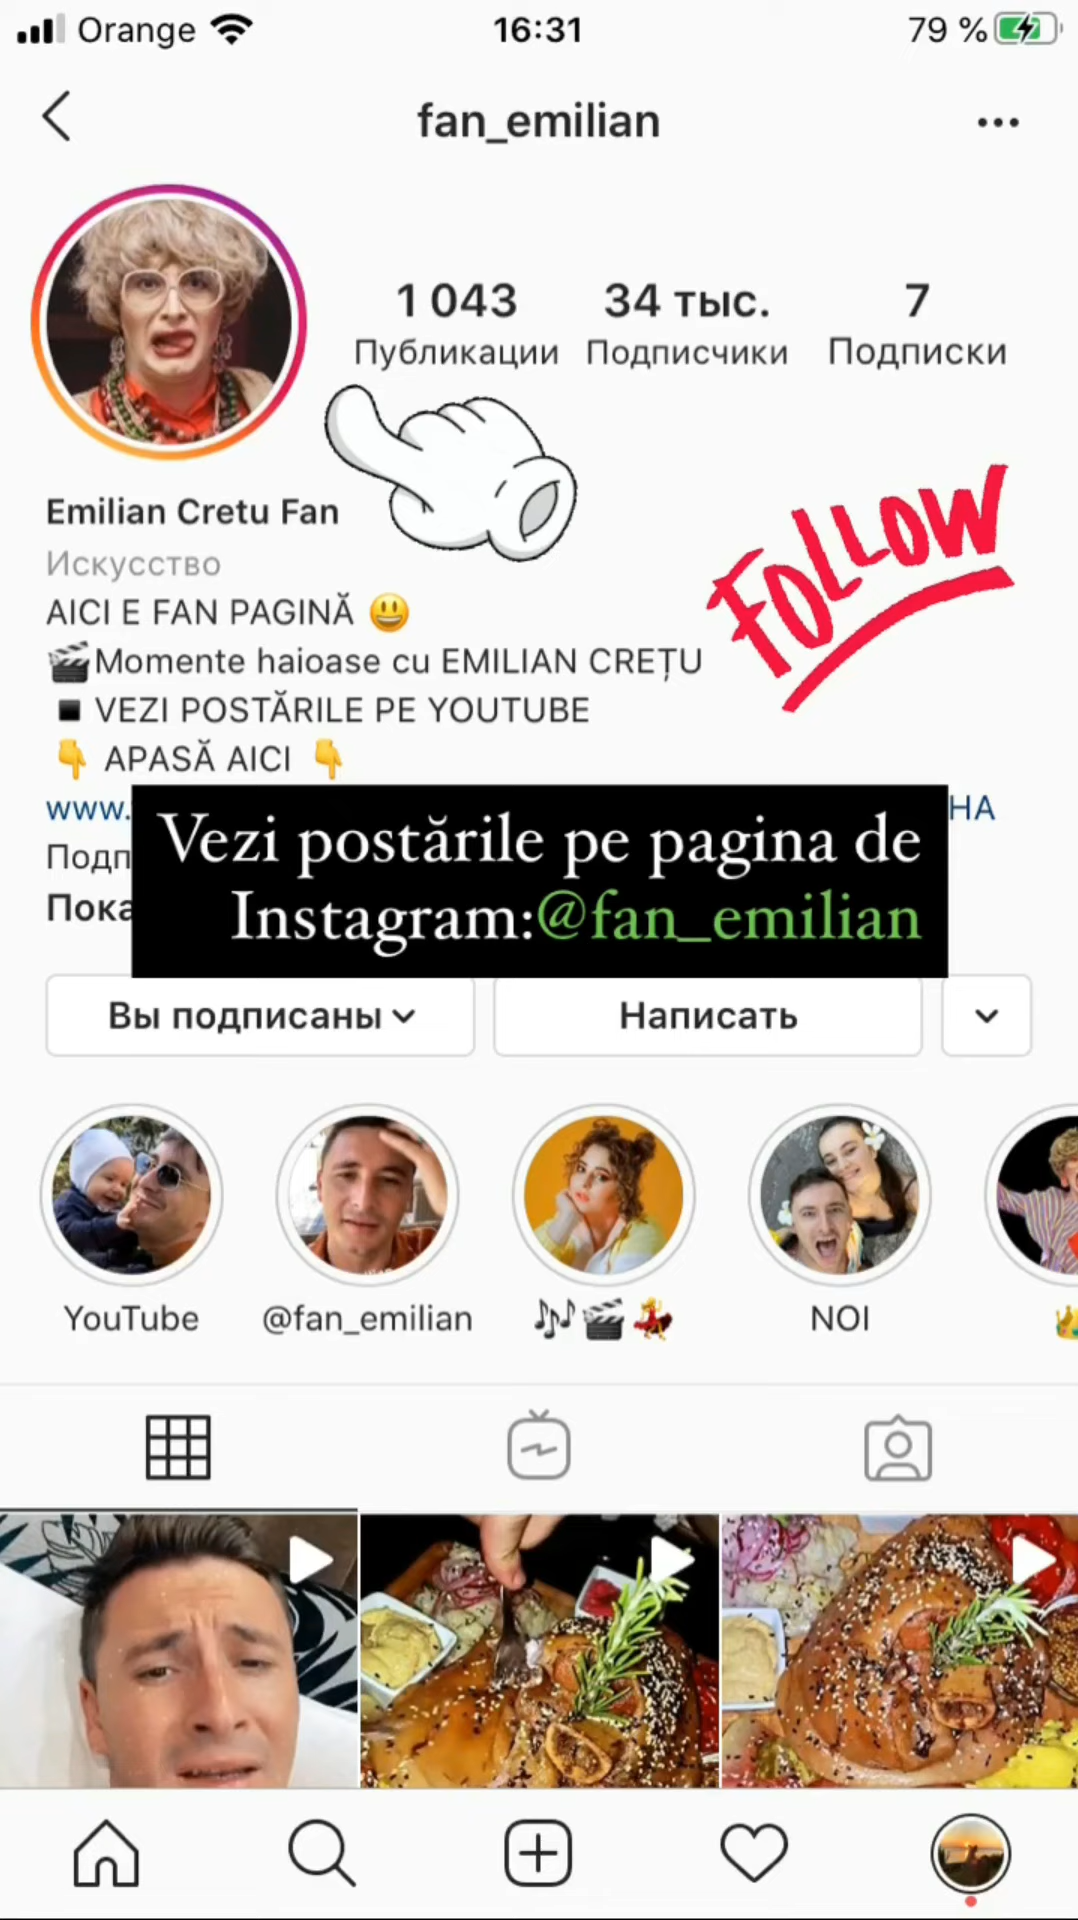 Orange
16:31
79 %
fan_emilian
1 043
34 тыс.
7
Публикации
Подписчики
Подписки
Emilian Cretu Fan
Искусство
AICI E FAN PAGINĂ 😃
🎬Momente haioase cu EMILIAN CREȚU
◾ VEZI POSTĂRILE PE YOUTUBE
👇 APASĂ AICI 👇
FOLLOW
www.
Vezi postările pe pagina de
Instagram:@fan_emilian
Вы подписаны
Написать
YouTube
@fan_emilian
🎶🎬💃
NOI